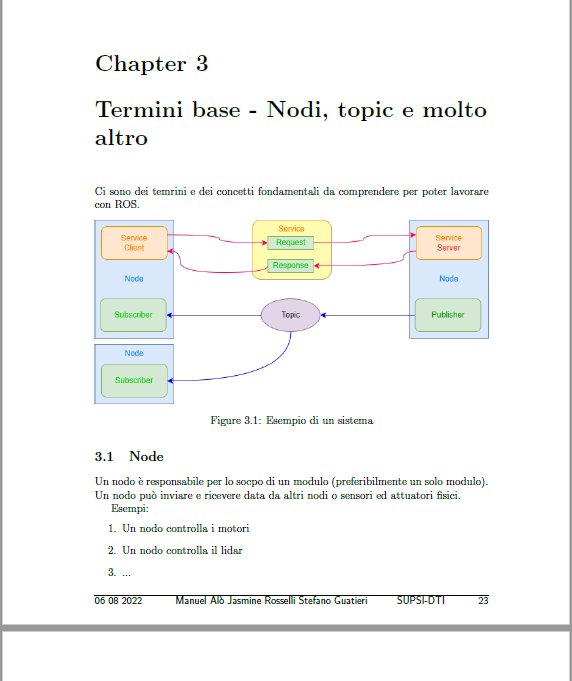 Chapter 3
Termini base - Nodi, topic e molto
altro
Ci sono dei temrini e dei concetti fondamentali da comprendere per poter lavorare
con ROS.
Service
Client
Service
Request
Response
Service
Server
Node
Node
Subscriber
Topic
Publisher
Node
Subscriber
Figure 3.1: Esempio di un sistema
3.1 Node
Un nodo è responsabile per lo socpo di un modulo (preferibilmente un solo modulo).
Un nodo può inviare e ricevere data da altri nodi o sensori ed attuatori fisici.
Esempi:
1. Un nodo controlla i motori
2. Un nodo controlla il lidar
3. ...
06 08 2022 Manuel Alò Jasmine Rosselli Stefano Guatieri SUPSI-DTI 23